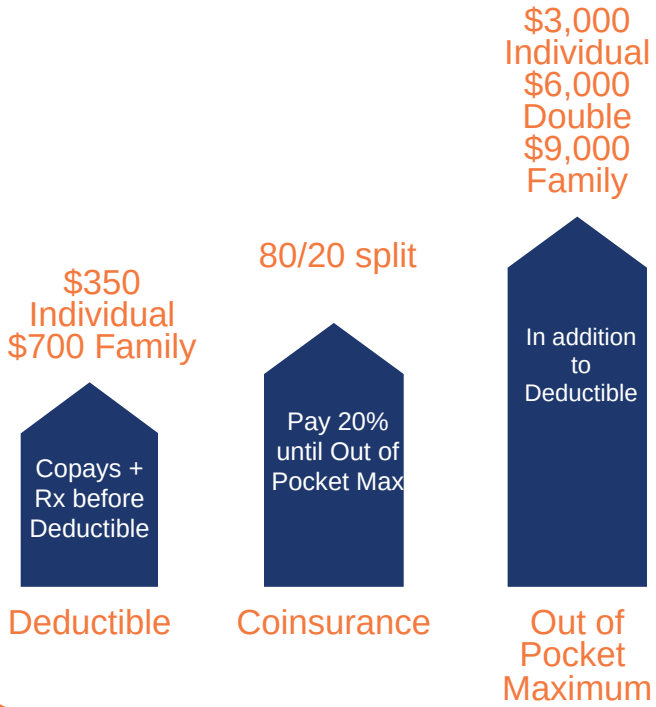 $350
Individual
$700 Family
Copays +
Rx before
Deductible
Deductible
80/20 split
Pay 20%
until Out of
Pocket Max
Coinsurance
$3,000
Individual
$6,000
Double
$9,000
Family
In addition
to
Deductible
Out of
Pocket
Maximum